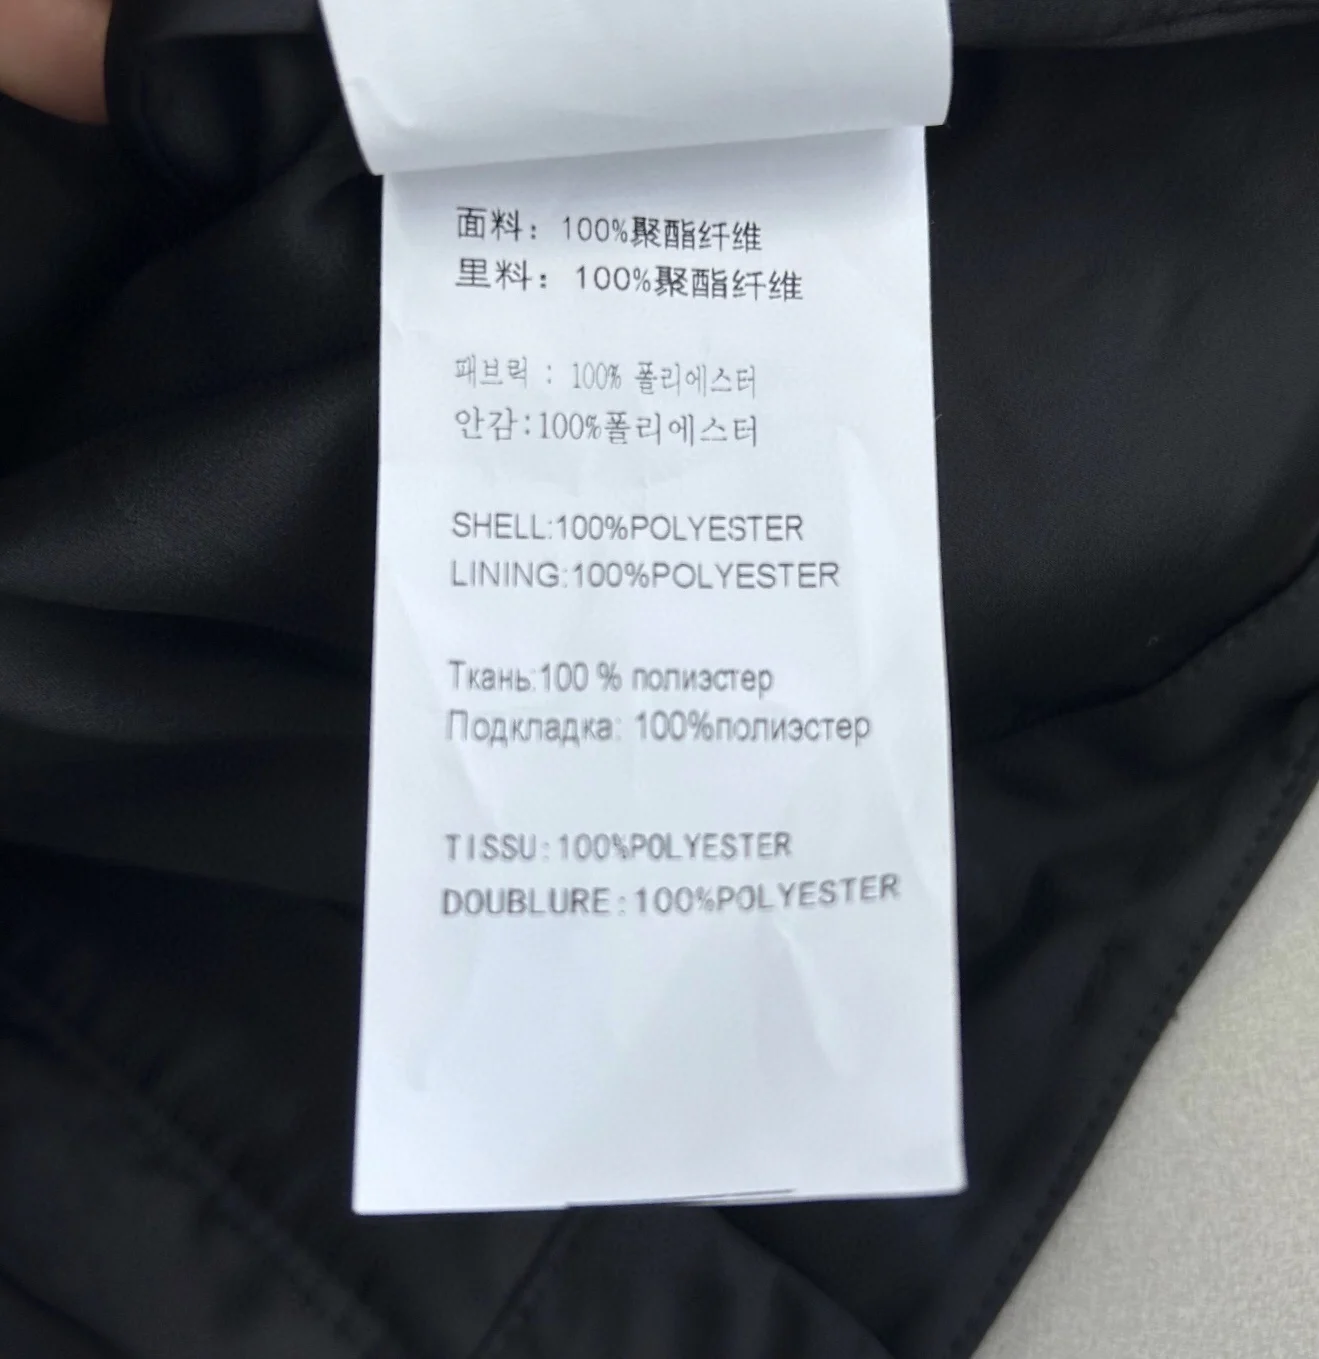 面料：100%聚酯纤维
里料：100%聚酯纤维
패브릭 : 100% 폴리에스터
안감:100%폴리에스터
SHELL:100%POLYESTER
LINING:100%POLYESTER
Ткань:100 % полиэстер
Подкладка: 100%полиэстер
TISSU:100%POLYESTER
DOUBLURE:100%POLYESTER